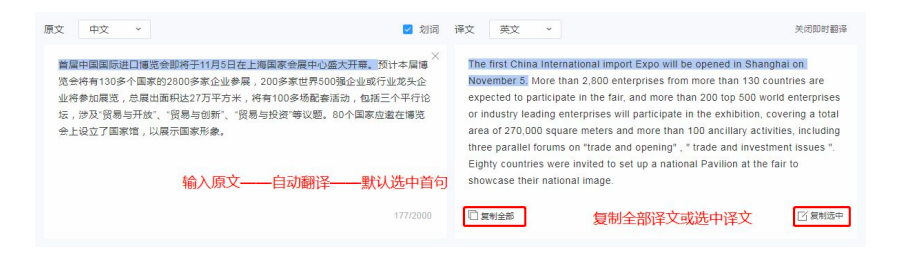 原文 中文 划词 译文 英文 关闭即时翻译
首届中国国际进口博览会即将于11月5日在上海国家会展中心盛大开幕。预计本届博
览会将有130多个国家的2800多家企业参展，200多家世界500强企业或行业龙头企
业将参加展览，总展出面积达27万平方米，将有100多场配套活动，包括三个平行论
坛，涉及“贸易与开放”、“贸易与创新”、“贸易与投资”等议题。80个国家应邀在博览
会上设立了国家馆，以展示国家形象。
输入原文——自动翻译——默认选中首句
177/2000
The first China International import Expo will be opened in Shanghai on
November 5. More than 2,800 enterprises from more than 130 countries are
expected to participate in the fair, and more than 200 top 500 world enterprises
or industry leading enterprises will participate in the exhibition, covering a total
area of 270,000 square meters and more than 100 ancillary activities, including
three parallel forums on "trade and opening" , " trade and investment issues ".
Eighty countries were invited to set up a national Pavilion at the fair to
showcase their national image.
复制全部 复制全部译文或选中译文 复制选中